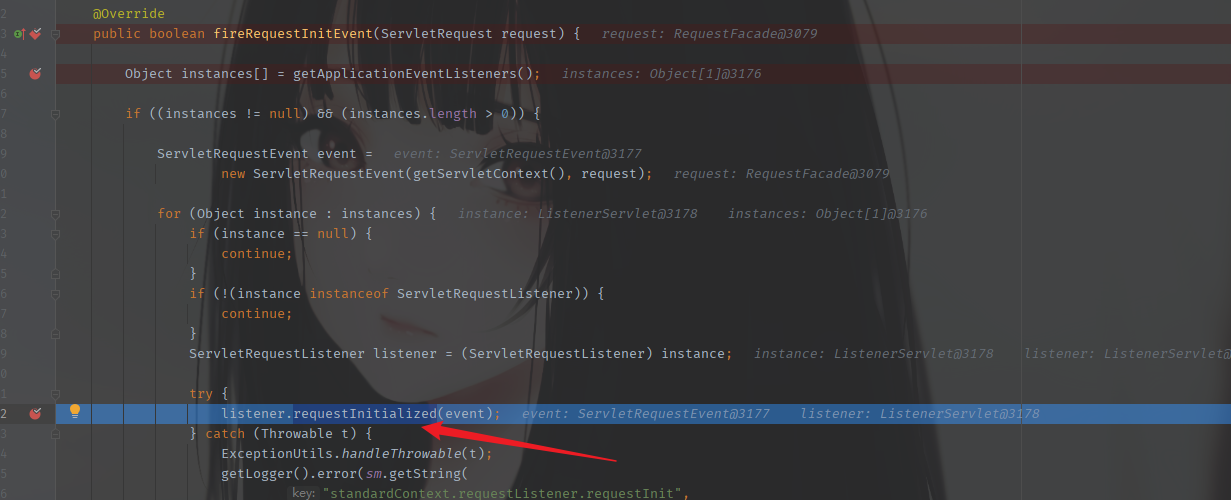 2 @Override
3 public boolean fireRequestInitEvent(ServletRequest request) { request: RequestFacade@3079
4
5 Object instances[] = getApplicationEventListeners(); instances: Object[1]@3176
6
7 if ((instances != null) && (instances.length > 0)) {
8
9 ServletRequestEvent event = event: ServletRequestEvent@3177
0 new ServletRequestEvent(getServletContext(), request); request: RequestFacade@3079
1
2 for (Object instance : instances) { instance: ListenerServlet@3178 instances: Object[1]@3176
3 if (instance == null) {
4 continue;
5 }
6 if (!(instance instanceof ServletRequestListener)) {
7 continue;
8 }
9 ServletRequestListener listener = (ServletRequestListener) instance; instance: ListenerServlet@3178 listener: ListenerServlet@
0
1 try {
2 listener.requestInitialized(event); event: ServletRequestEvent@3177 listener: ListenerServlet@3178
3 } catch (Throwable t) {
4 ExceptionUtils.handleThrowable(t);
5 getLogger().error(sm.getString(
6 key: "standardContext.requestListener.requestInit",